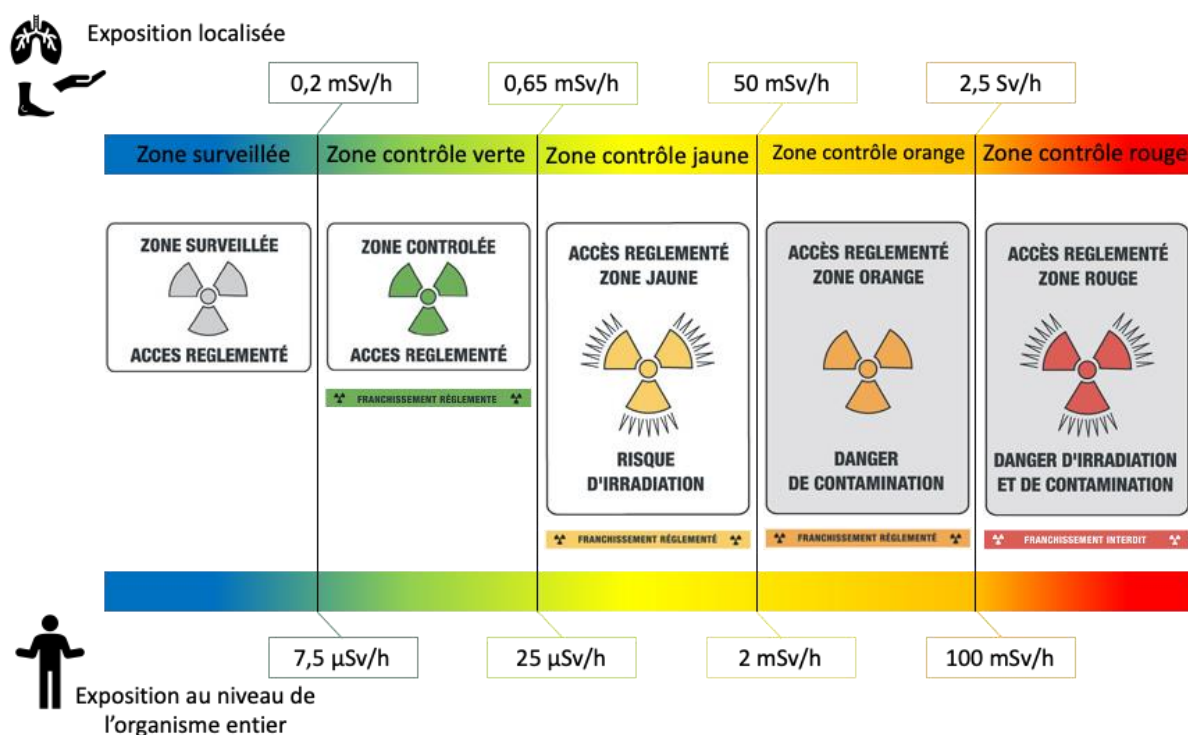 Exposition localisée
0,2 mSv/h
0,65 mSv/h
50 mSv/h
2,5 Sv/h
Zone surveillée
Zone contrôle verte
Zone contrôle jaune
Zone contrôle orange
Zone contrôle rouge
ZONE SURVEILLÉE
ACCES REGLEMENTÉ
ZONE CONTROLÉE
ACCES REGLEMENTÉ
FRANCHISSEMENT RÉGLEMENTE
ACCÈS REGLEMENTÉ
ZONE JAUNE
RISQUE
D'IRRADIATION
FRANCHISSEMENT RÉGLEMENTÉ
ACCÈS REGLEMENTÉ
ZONE ORANGE
DANGER
DE CONTAMINATION
FRANCHISSEMENT RÉGLEMENTÉ
ACCÈS REGLEMENTÉ
ZONE ROUGE
DANGER D'IRRADIATION
ET DE CONTAMINATION
FRANCHISSEMENT INTERDIT
7,5 µSv/h
25 µSv/h
2 mSv/h
100 mSv/h
Exposition au niveau de
l'organisme entier